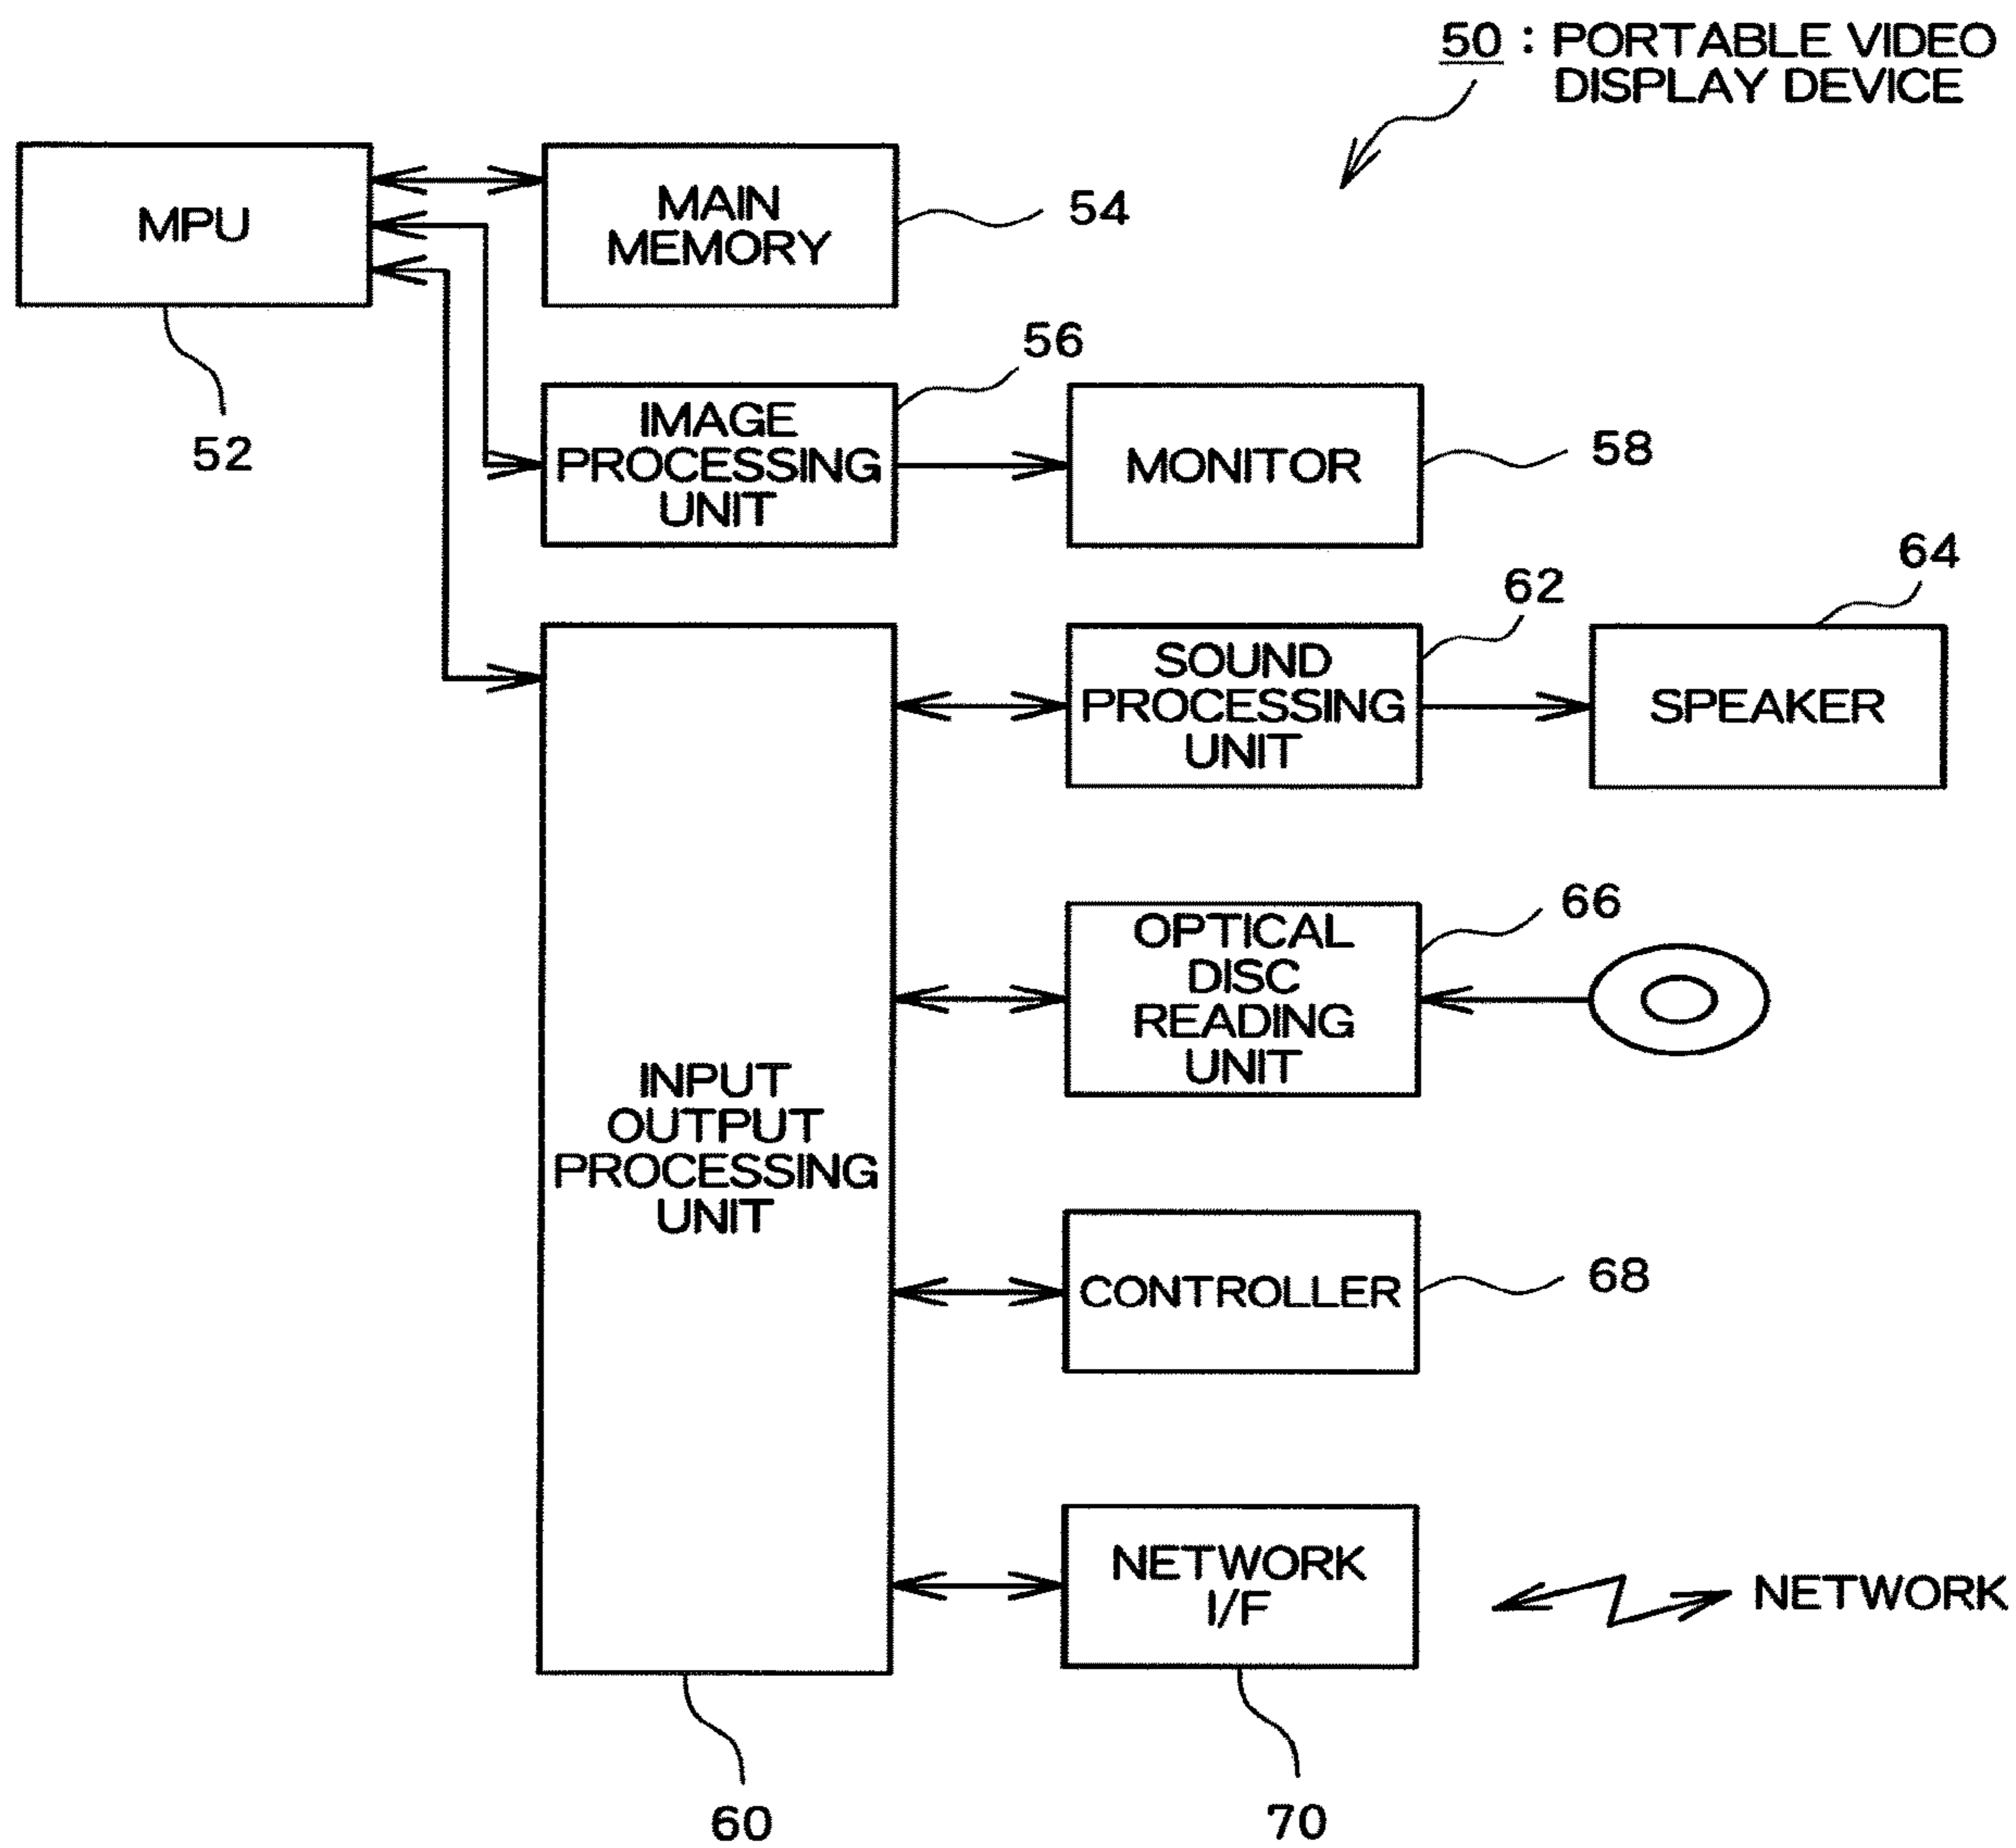 50 : PORTABLE VIDEO
DISPLAY DEVICE
MPU
52
MAIN
MEMORY
54
IMAGE
PROCESSING
UNIT
56
MONITOR
58
INPUT
OUTPUT
PROCESSING
UNIT
60
SOUND
PROCESSING
UNIT
62
SPEAKER
64
OPTICAL
DISC
READING
UNIT
66
CONTROLLER
68
NETWORK
I/F
70
NETWORK